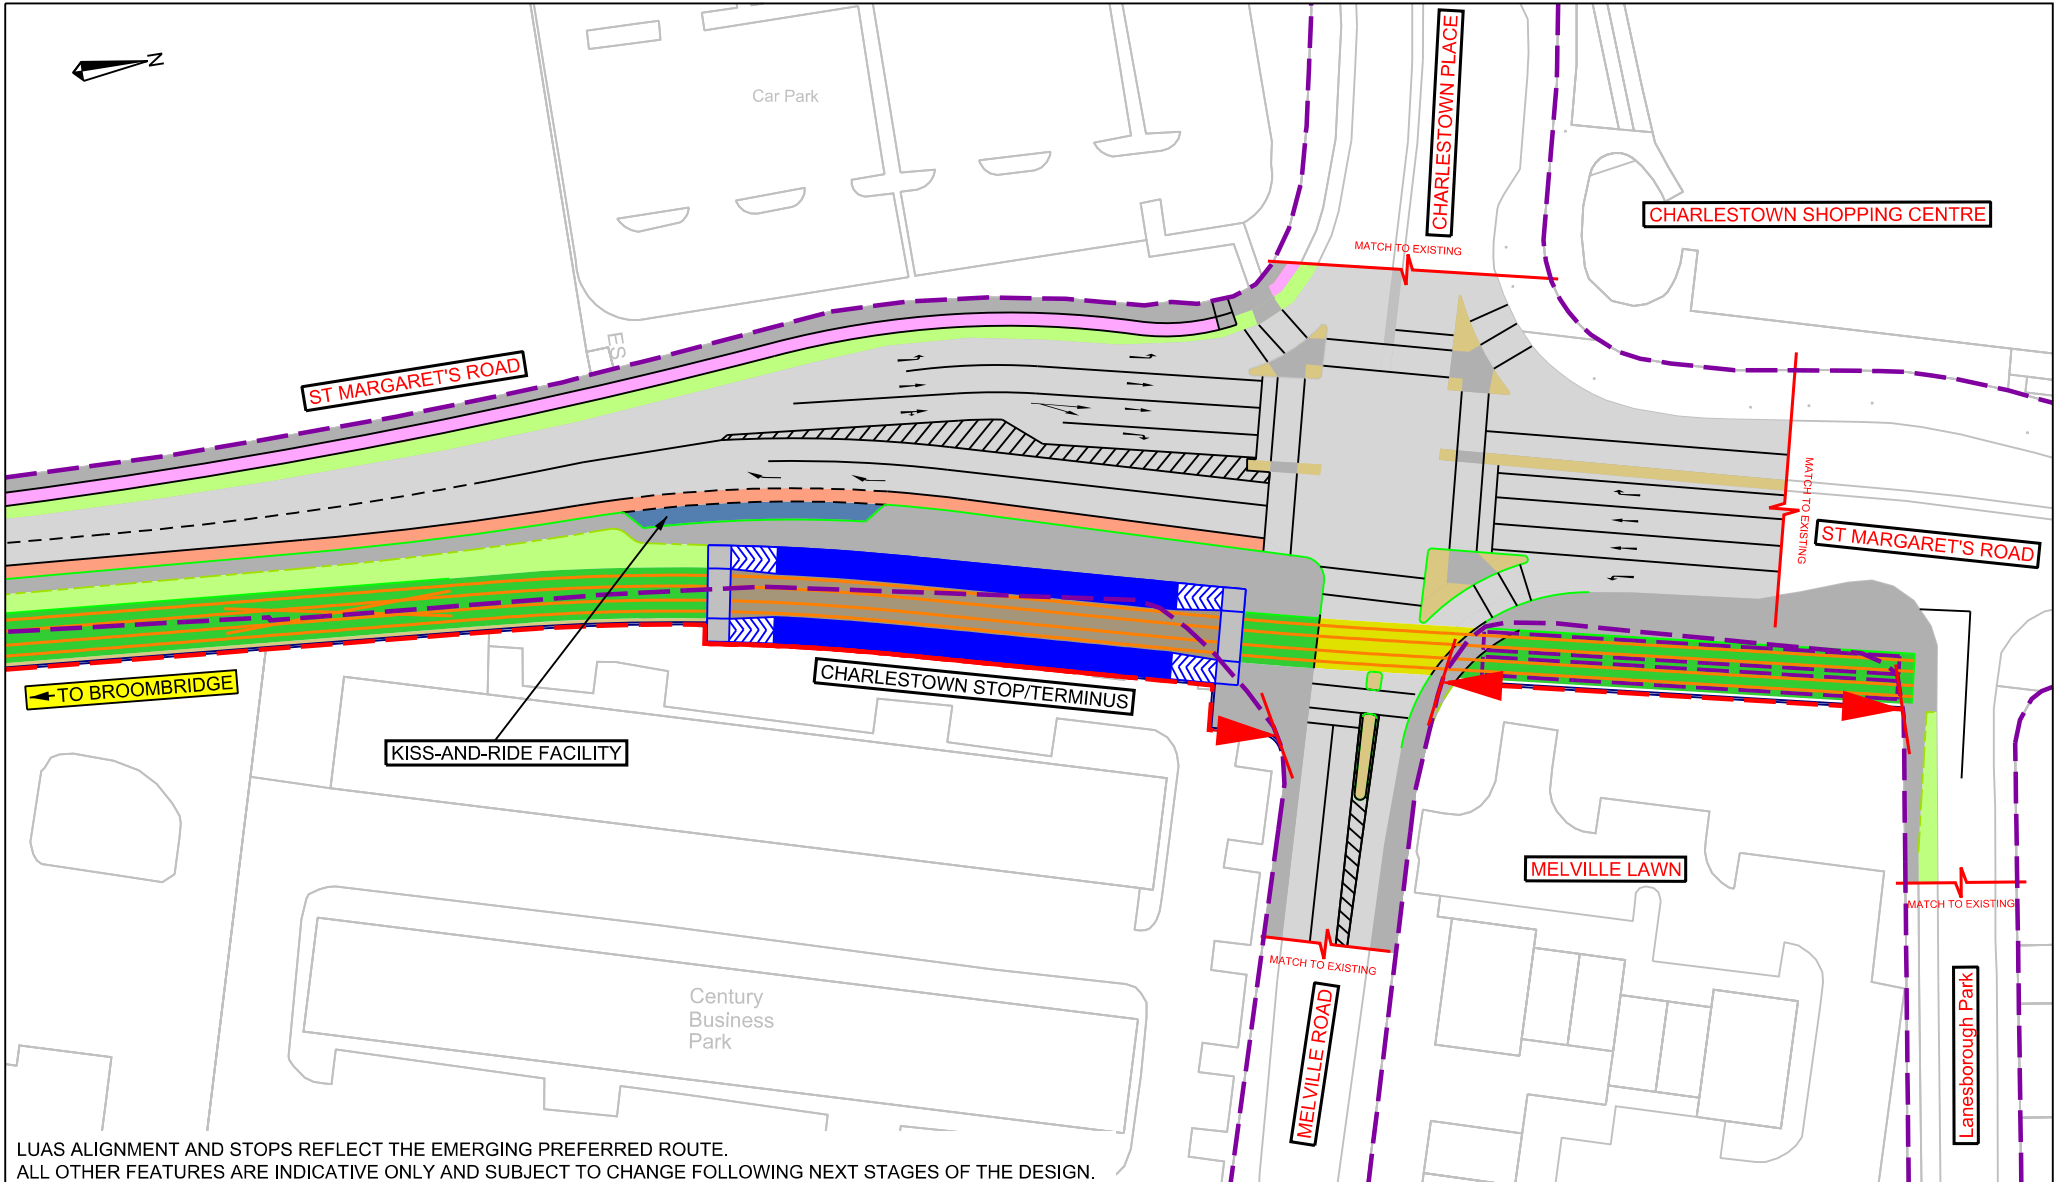 N
Car Park
CHARLESTOWN PLACE
CHARLESTOWN SHOPPING CENTRE
MATCH TO EXISTING
ES
ST MARGARET'S ROAD
MATCH TO EXISTING
ST MARGARET'S ROAD
TO BROOMBRIDGE
CHARLESTOWN STOP/TERMINUS
KISS-AND-RIDE FACILITY
MELVILLE LAWN
MATCH TO EXISTING
MATCH TO EXISTING
Century
Business
Park
MELVILLE ROAD
Lanesborough Park
LUAS ALIGNMENT AND STOPS REFLECT THE EMERGING PREFERRED ROUTE.
ALL OTHER FEATURES ARE INDICATIVE ONLY AND SUBJECT TO CHANGE FOLLOWING NEXT STAGES OF THE DESIGN.